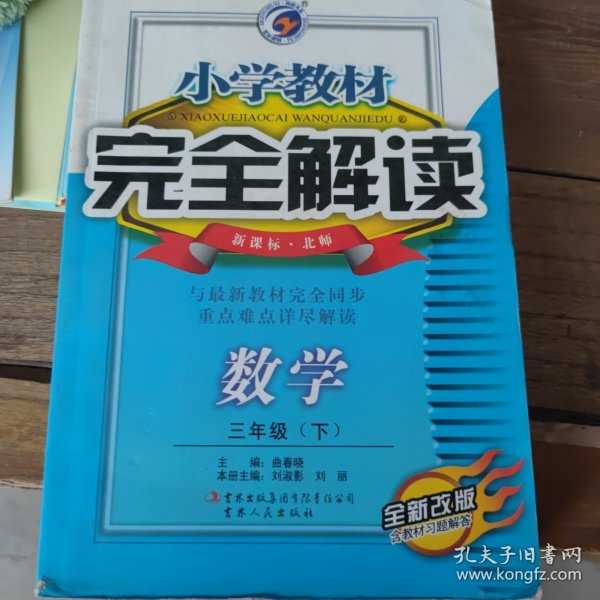 小学教材
XIAOXUEJIAOCAI WANQUANJIEDU
完全解读
新课标·北师
与最新教材完全同步
重点难点详尽解读
数学
三年级（下）
主 编：曲春晓
本册主编：刘淑影 刘 丽
吉林出版集团有限责任公司
吉林人民出版社
全新改版
含教材习题解答
孔夫子旧书网
www.kongfz.com